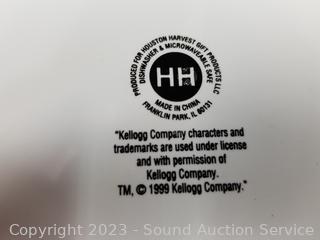 PRODUCED FOR HOUSTON HARVEST GIFT PRODUCTS LLC
DISHWASHER & MICROWAVEABLE SAFE
HH
MADE IN CHINA
FRANKLIN PARK, IL 60131
"Kellogg Company characters and
trademarks are used under license
and with permission of
Kellogg Company.
TM, © 1999 Kellogg Company."
Copyright 2023 - Sound Auction Service